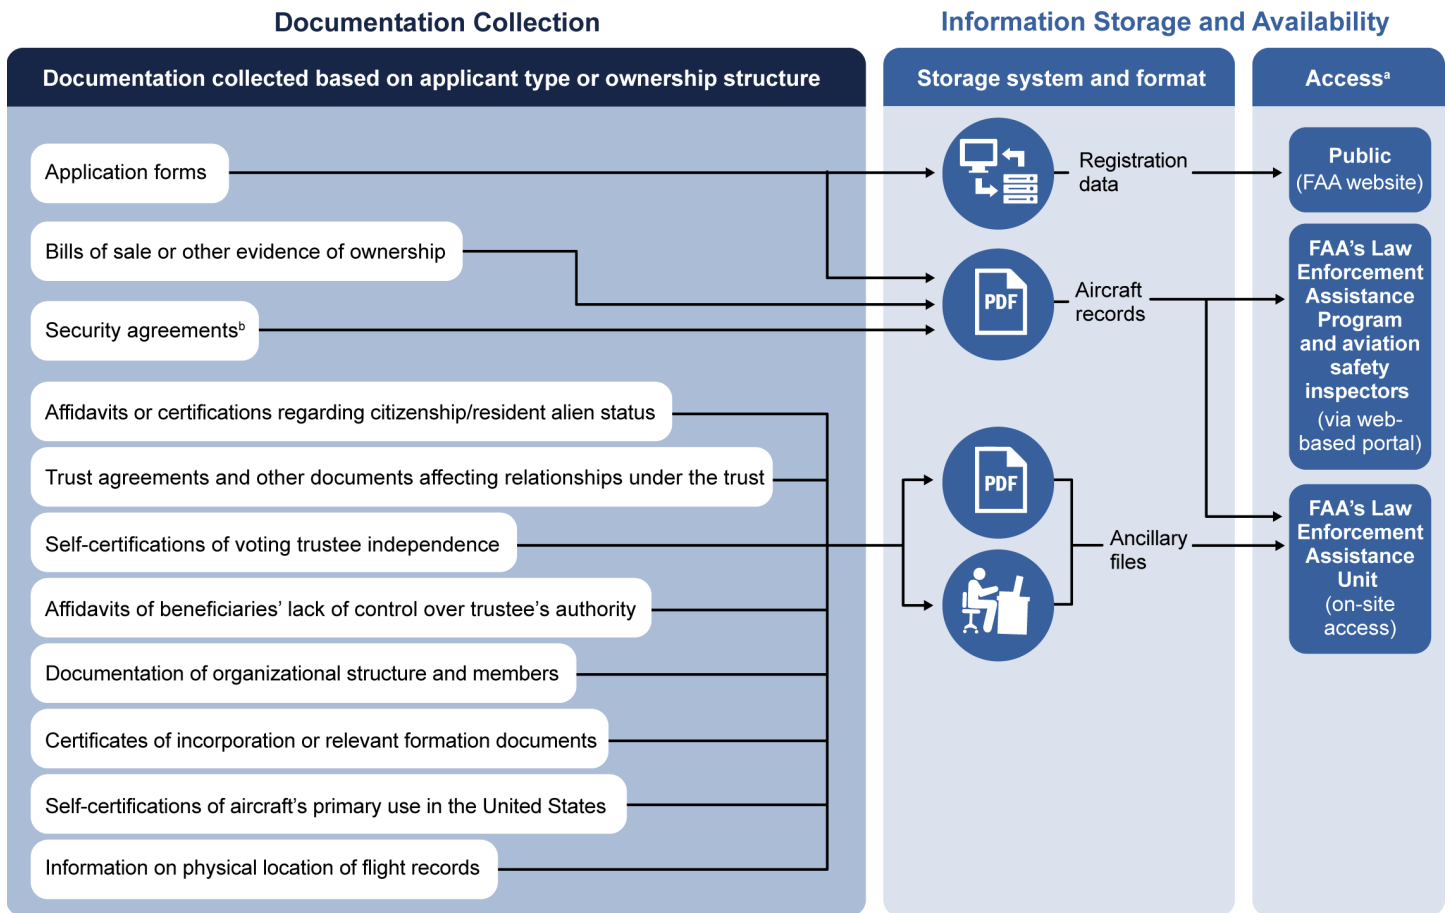 Documentation Collection
Information Storage and Availability
Documentation collected based on applicant type or ownership structure
Storage system and format
Accessᵃ
Application forms
Bills of sale or other evidence of ownership
Security agreementsᵇ
Affidavits or certifications regarding citizenship/resident alien status
Trust agreements and other documents affecting relationships under the trust
Self-certifications of voting trustee independence
Affidavits of beneficiaries’ lack of control over trustee’s authority
Documentation of organizational structure and members
Certificates of incorporation or relevant formation documents
Self-certifications of aircraft’s primary use in the United States
Information on physical location of flight records
Registration
data
PDF
Aircraft
records
PDF
Ancillary
files
Public
(FAA website)
FAA’s Law
Enforcement
Assistance
Program
and aviation
safety
inspectors
(via web-
based portal)
FAA’s Law
Enforcement
Assistance
Unit
(on-site
access)